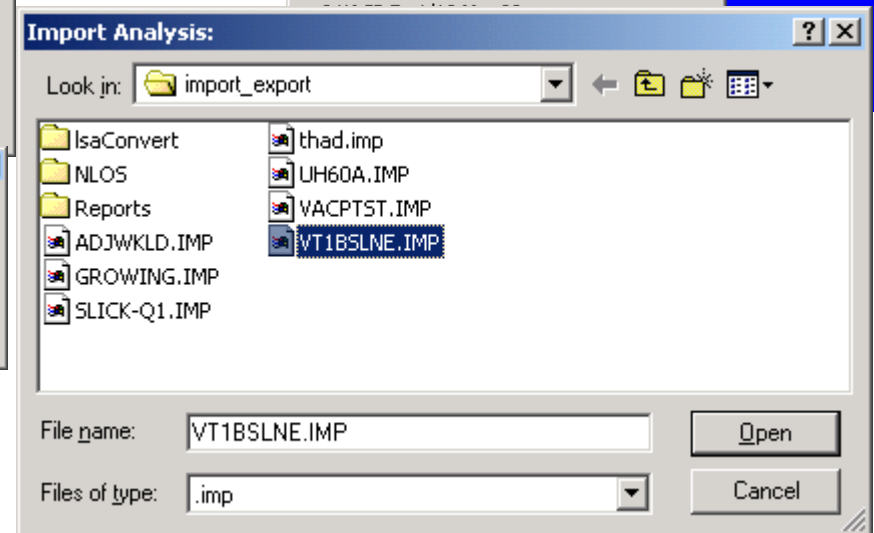 Import Analysis:
Look in: import_export
lsaConvert
NLOS
Reports
ADJWKLD.IMP
GROWING.IMP
SLICK-Q1.IMP
thad.imp
UH60A.IMP
VACPTST.IMP
VT1BSLNE.IMP
File name: VT1BSLNE.IMP
Open
Files of type: .imp
Cancel